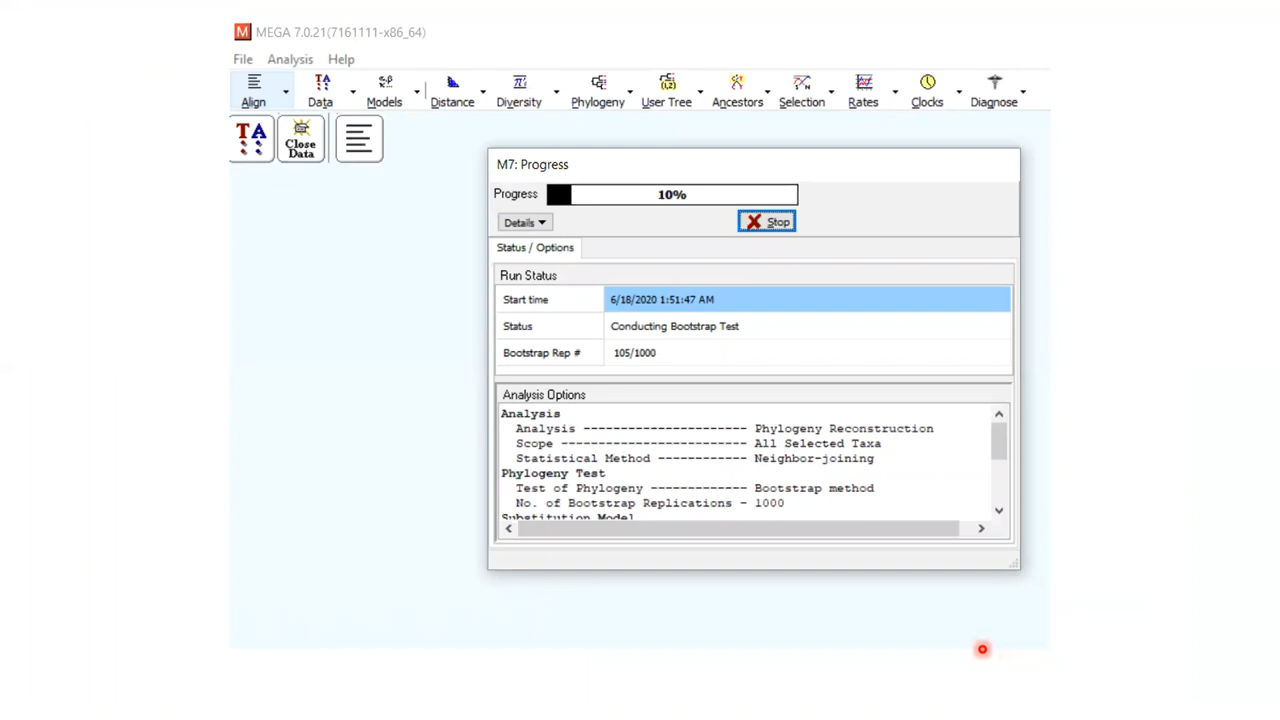 MEGA 7.0.21(7161111-x86_64)
File Analysis Help
Align Data Models Distance Diversity Phylogeny User Tree Ancestors Selection Rates Clocks Diagnose
TA Close Data
M7: Progress
Progress 10%
Details Stop
Status / Options
Run Status
Start time 6/18/2020 1:51:47 AM
Status Conducting Bootstrap Test
Bootstrap Rep # 105/1000
Analysis Options
Analysis
Analysis ---------------------- Phylogeny Reconstruction
Scope ------------------------- All Selected Taxa
Statistical Method ------------ Neighbor-joining
Phylogeny Test
Test of Phylogeny ------------- Bootstrap method
No. of Bootstrap Replications - 1000
Substitution Model